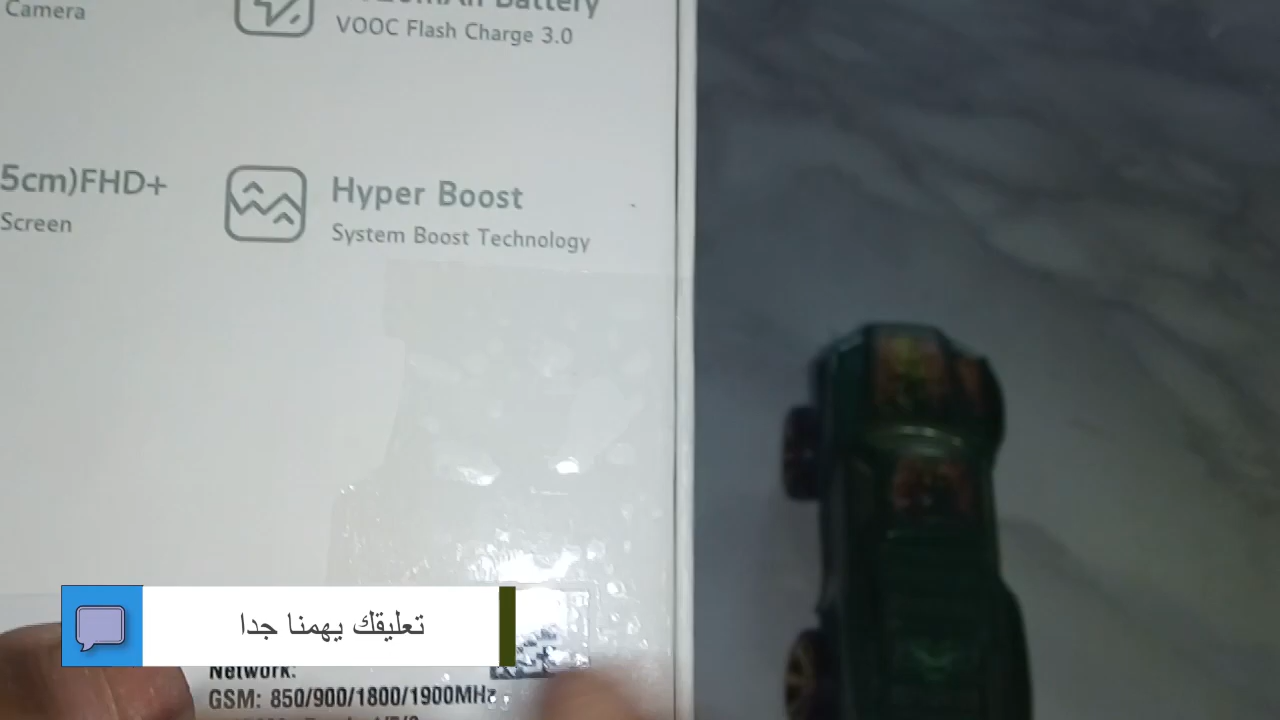 Camera
Battery
VOOC Flash Charge 3.0
5cm)FHD+
Screen
Hyper Boost
System Boost Technology
تعليقك يهمنا جدا
Network:
GSM: 850/900/1800/1900MHz